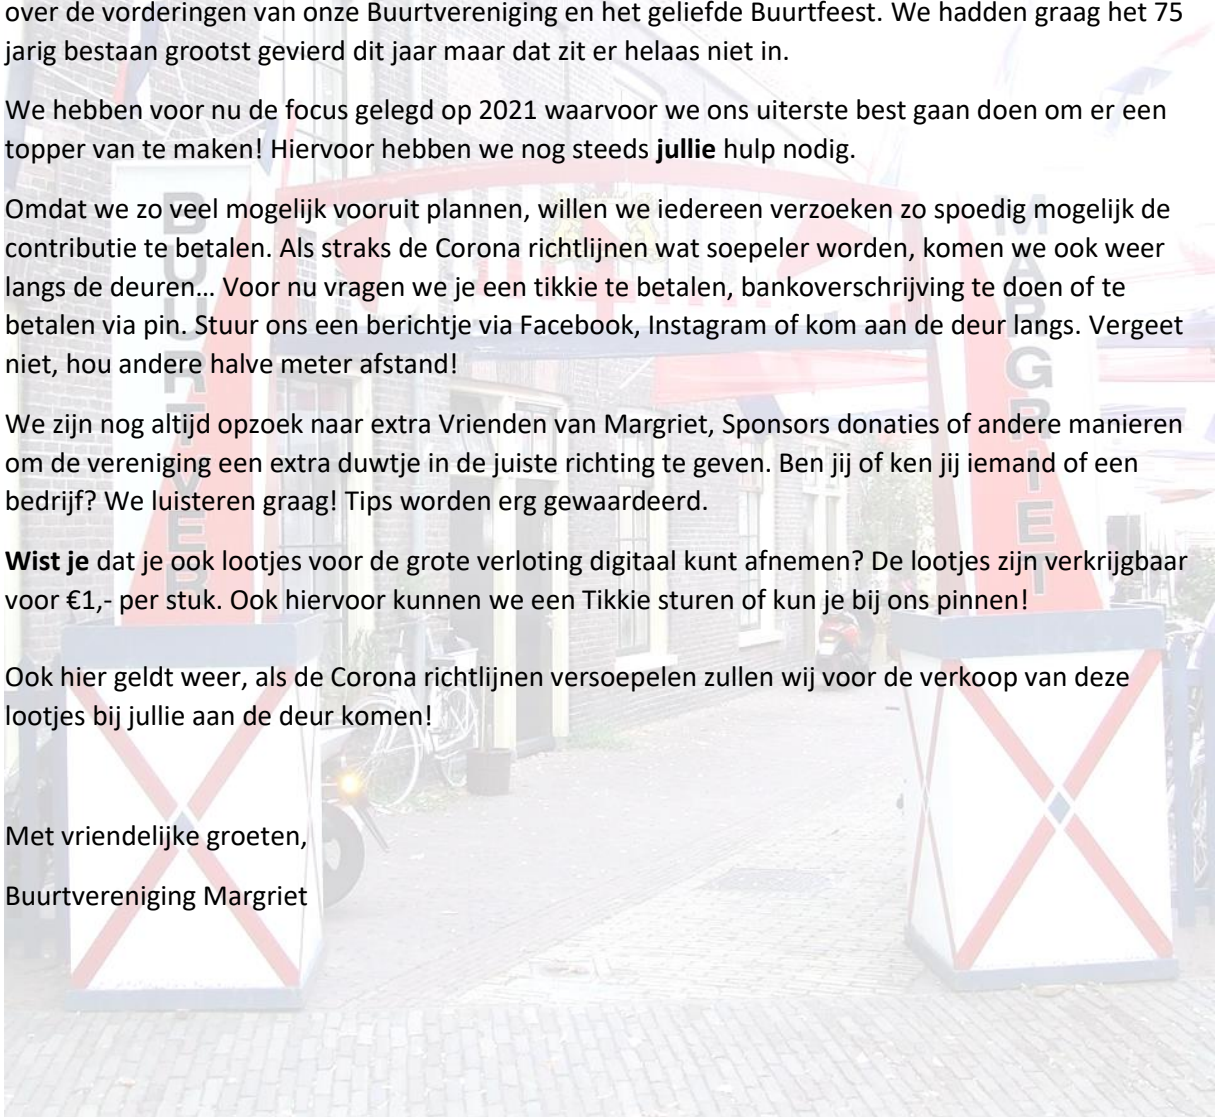 over de vorderingen van onze Buurtvereniging en het geliefde Buurtfeest. We hadden graag het 75
jarig bestaan grootst gevierd dit jaar maar dat zit er helaas niet in.
We hebben voor nu de focus gelegd op 2021 waarvoor we ons uiterste best gaan doen om er een
topper van te maken! Hiervoor hebben we nog steeds jullie hulp nodig.
Omdat we zo veel mogelijk vooruit plannen, willen we iedereen verzoeken zo spoedig mogelijk de
contributie te betalen. Als straks de Corona richtlijnen wat soepeler worden, komen we ook weer
langs de deuren… Voor nu vragen we je een tikkie te betalen, bankoverschrijving te doen of te
betalen via pin. Stuur ons een berichtje via Facebook, Instagram of kom aan de deur langs. Vergeet
niet, hou andere halve meter afstand!
We zijn nog altijd opzoek naar extra Vrienden van Margriet, Sponsors donaties of andere manieren
om de vereniging een extra duwtje in de juiste richting te geven. Ben jij of ken jij iemand of een
bedrijf? We luisteren graag! Tips worden erg gewaardeerd.
Wist je dat je ook lootjes voor de grote verloting digitaal kunt afnemen? De lootjes zijn verkrijgbaar
voor €1,- per stuk. Ook hiervoor kunnen we een Tikkie sturen of kun je bij ons pinnen!
Ook hier geldt weer, als de Corona richtlijnen versoepelen zullen wij voor de verkoop van deze
lootjes bij jullie aan de deur komen!
Met vriendelijke groeten,
Buurtvereniging Margriet
BUURTVER
MARGRIET